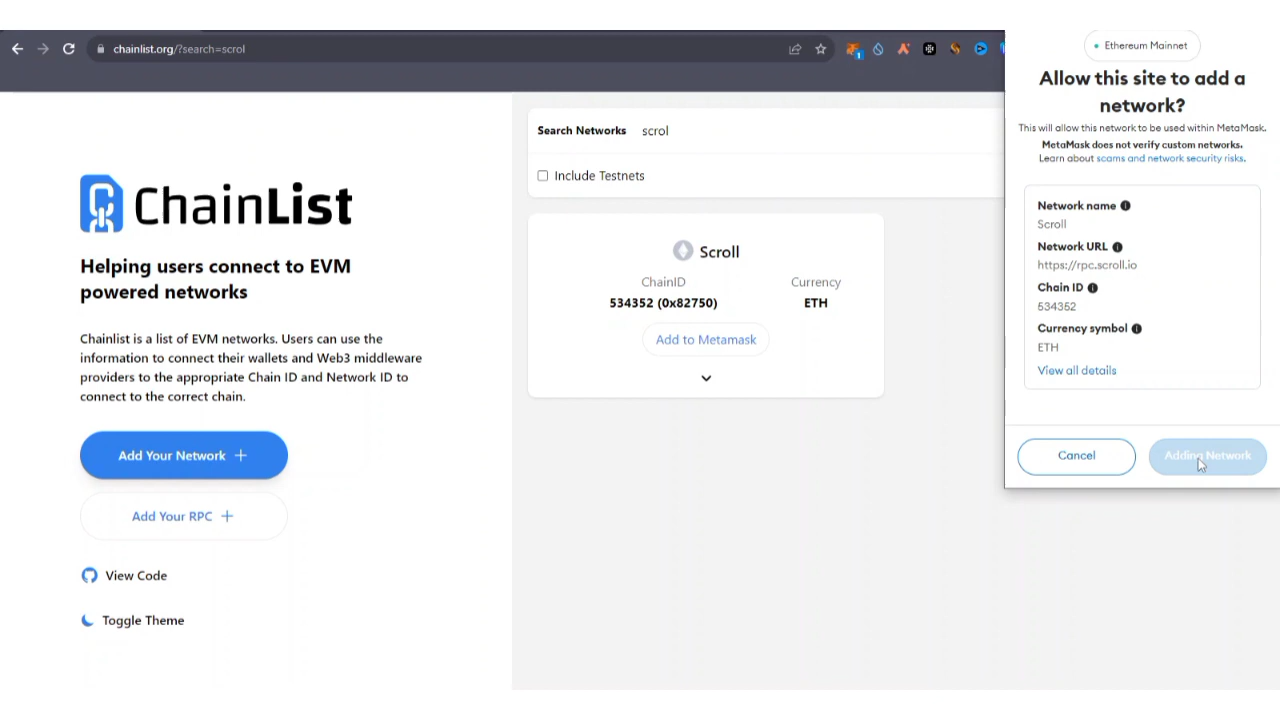 chainlist.org/?search=scrol
1
ChainList
Helping users connect to EVM
powered networks
Chainlist is a list of EVM networks. Users can use the
information to connect their wallets and Web3 middleware
providers to the appropriate Chain ID and Network ID to
connect to the correct chain.
Add Your Network
Add Your RPC
View Code
Toggle Theme
Search Networks scrol
Include Testnets
Scroll
ChainID Currency
534352 (0x82750) ETH
Add to Metamask
Ethereum Mainnet
Allow this site to add a
network?
This will allow this network to be used within MetaMask.
MetaMask does not verify custom networks.
Learn about scams and network security risks.
Network name
Scroll
Network URL
https://rpc.scroll.io
Chain ID
534352
Currency symbol
ETH
View all details
Cancel Adding Network